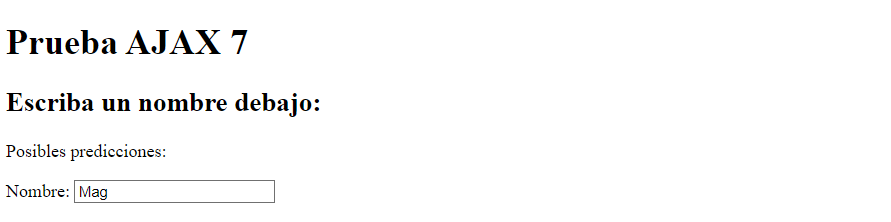 Prueba AJAX 7
Escriba un nombre debajo:
Posibles predicciones:
Nombre: Mag